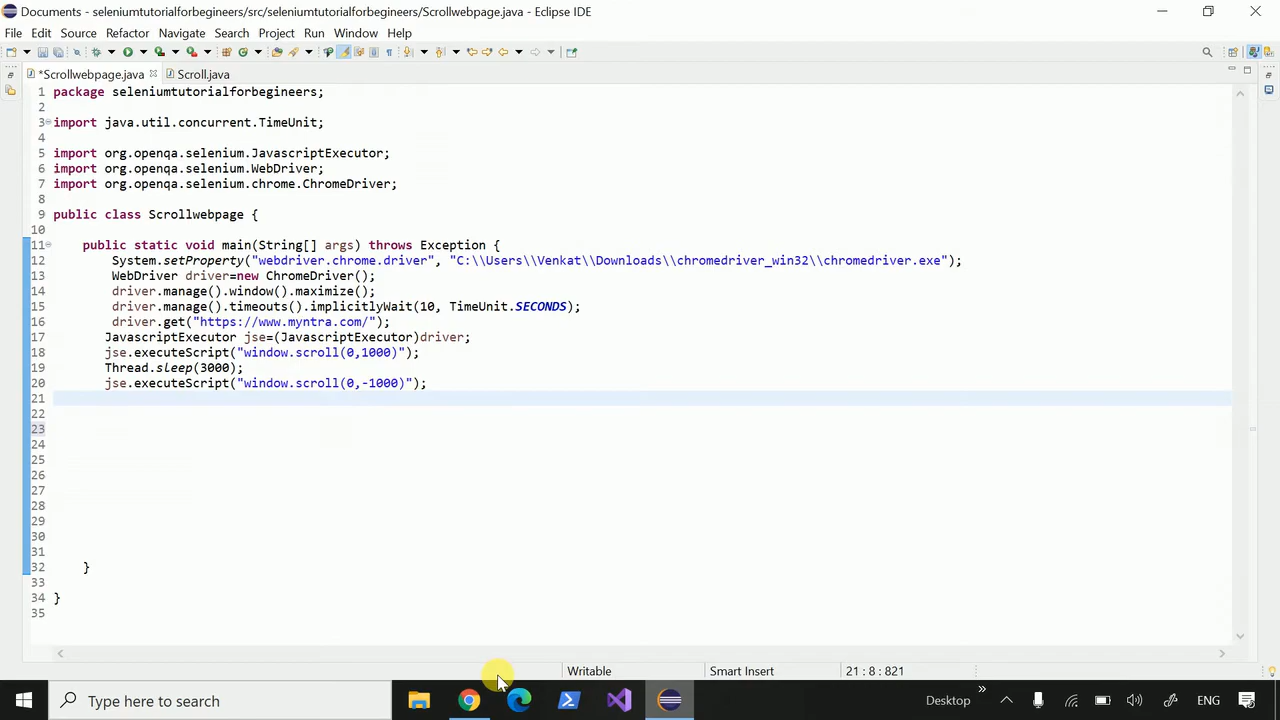 Documents - seleniumtutorialforbegineers/src/seleniumtutorialforbegineers/Scrollwebpage.java - Eclipse IDE
File Edit Source Refactor Navigate Search Project Run Window Help
*Scrollwebpage.java Scroll.java
1 package seleniumtutorialforbegineers;
2
3 import java.util.concurrent.TimeUnit;
4
5 import org.openqa.selenium.JavascriptExecutor;
6 import org.openqa.selenium.WebDriver;
7 import org.openqa.selenium.chrome.ChromeDriver;
8
9 public class Scrollwebpage {
10
11 public static void main(String[] args) throws Exception {
12 System.setProperty("webdriver.chrome.driver", "C:\\Users\\Venkat\\Downloads\\chromedriver_win32\\chromedriver.exe");
13 WebDriver driver=new ChromeDriver();
14 driver.manage().window().maximize();
15 driver.manage().timeouts().implicitlyWait(10, TimeUnit.SECONDS);
16 driver.get("https://www.myntra.com/");
17 JavascriptExecutor jse=(JavascriptExecutor)driver;
18 jse.executeScript("window.scroll(0,1000)");
19 Thread.sleep(3000);
20 jse.executeScript("window.scroll(0,-1000)");
21
22
23
24
25
26
27
28
29
30
31
32 }
33
34 }
35
Writable Smart Insert 21 : 8 : 821
Type here to search Desktop ENG